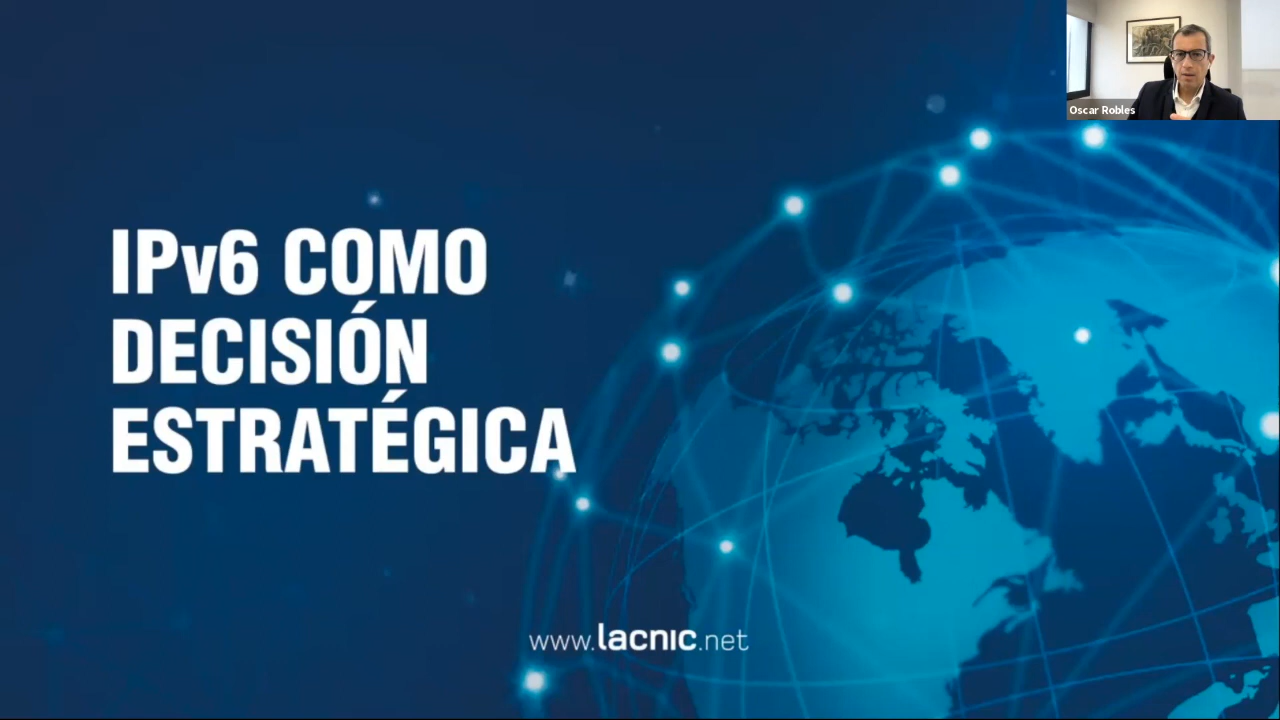 Oscar Robles
IPv6 COMO
DECISIÓN
ESTRATÉGICA
www.lacnic.net